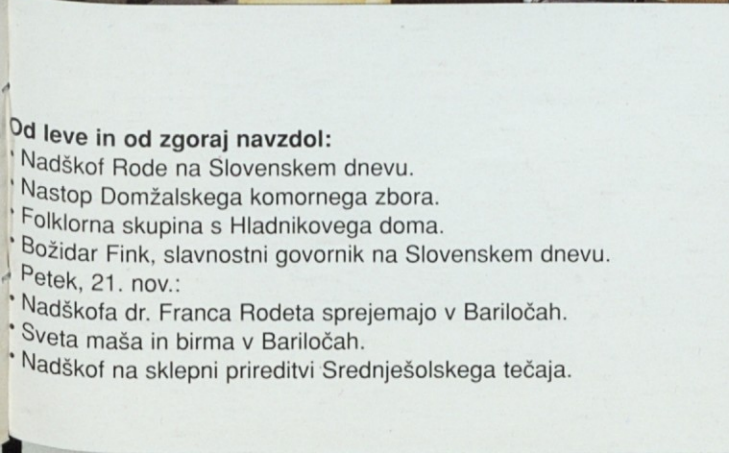 Od leve in od zgoraj navzdol:
• Nadškof Rode na Slovenskem dnevu.
• Nastop Domžalskega komornega zbora.
• Folklorna skupina s Hladnikovega doma.
• Božidar Fink, slavnostni govornik na Slovenskem dnevu.
Petek, 21. nov.:
• Nadškofa dr. Franca Rodeta sprejemajo v Bariločah.
• Sveta maša in birma v Bariločah.
• Nadškof na sklepni prireditvi Srednješolskega tečaja.